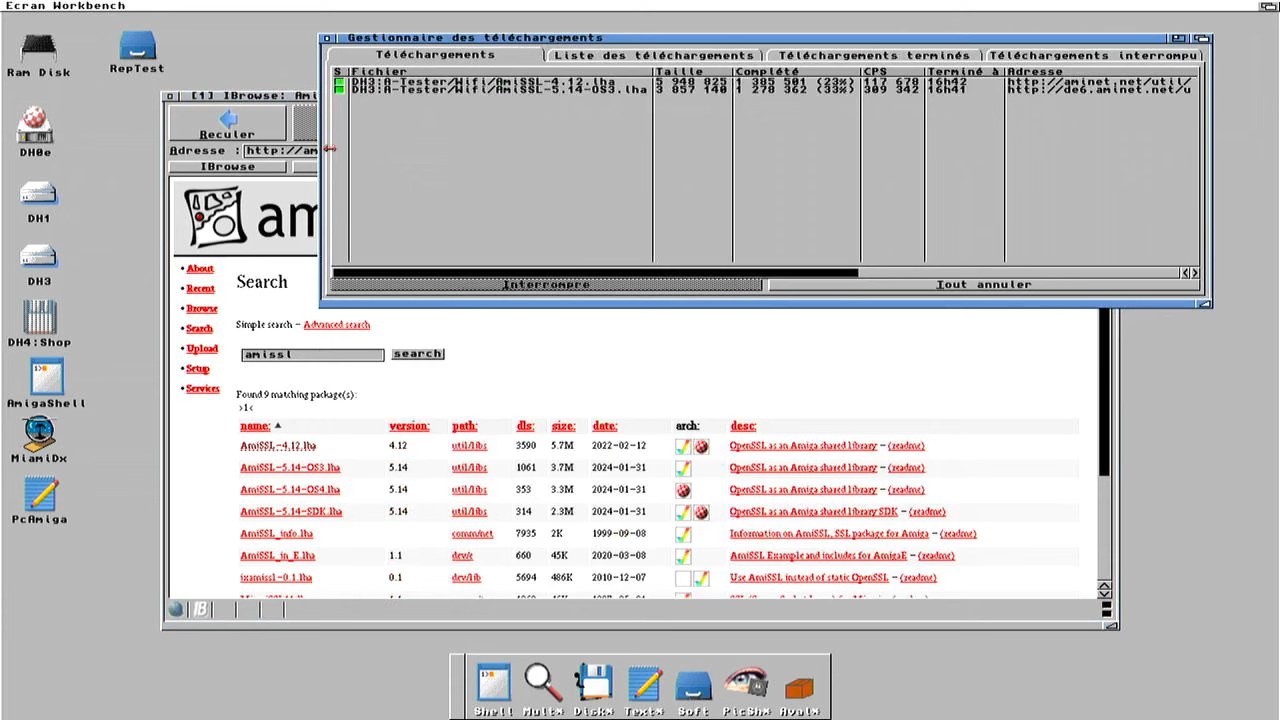 Ecran Workbench
Ram Disk
RepTest
DH0e
DH1
DH3
DH4:Shop
AmigaShell
MiamiDx
PcAmiga
Gestionnaire des téléchargements
Téléchargements
Liste des téléchargements
Téléchargements terminés
Téléchargements interrompu
S Fichier Taille Complété CPS Terminé à Adresse
DH3:A-Tester/Wifi/AmiSSL-4.12.lha 5 948 825 1 385 501 (23%) 117 678 16h42 http://aminet.net/util/
DH3:A-Tester/Wifi/AmiSSL-5.14-OS3.lha 3 857 140 1 278 362 (33%) 309 342 16h41 http://de6.aminet.net/u
Interrompre
Tout annuler
[1] IBrowse: Ami
Reculer
Adresse : http://am
IBrowse
am
About
Recent
Browse
Search
Upload
Setup
Services
Search
Simple search – Advanced search
amissl
search
Found 9 matching package(s):
>1<
name: version: path: dls: size: date: arch: desc:
AmiSSL-4.12.lha 4.12 util/libs 3590 5.7M 2022-02-12 OpenSSL as an Amiga shared library – (readme)
AmiSSL-5.14-OS3.lha 5.14 util/libs 1061 3.7M 2024-01-31 OpenSSL as an Amiga shared library – (readme)
AmiSSL-5.14-OS4.lha 5.14 util/libs 353 3.3M 2024-01-31 OpenSSL as an Amiga shared library – (readme)
AmiSSL-5.14-SDK.lha 5.14 util/libs 314 2.3M 2024-01-31 OpenSSL as an Amiga shared library SDK – (readme)
AmiSSL_info.lha comm/net 7935 2K 1999-09-08 Information on AmiSSL, SSL package for Amiga – (readme)
AmiSSL_in_E.lha 1.1 dev/e 660 45K 2020-03-08 AmiSSL Example and includes for AmigaE – (readme)
ixamissl-0.1.lha 0.1 dev/lib 5694 486K 2010-12-07 Use AmiSSL instead of static OpenSSL – (readme)
IB
Shell
Mult*
Disk*
Text*
Soft
PicSh*
Aval*